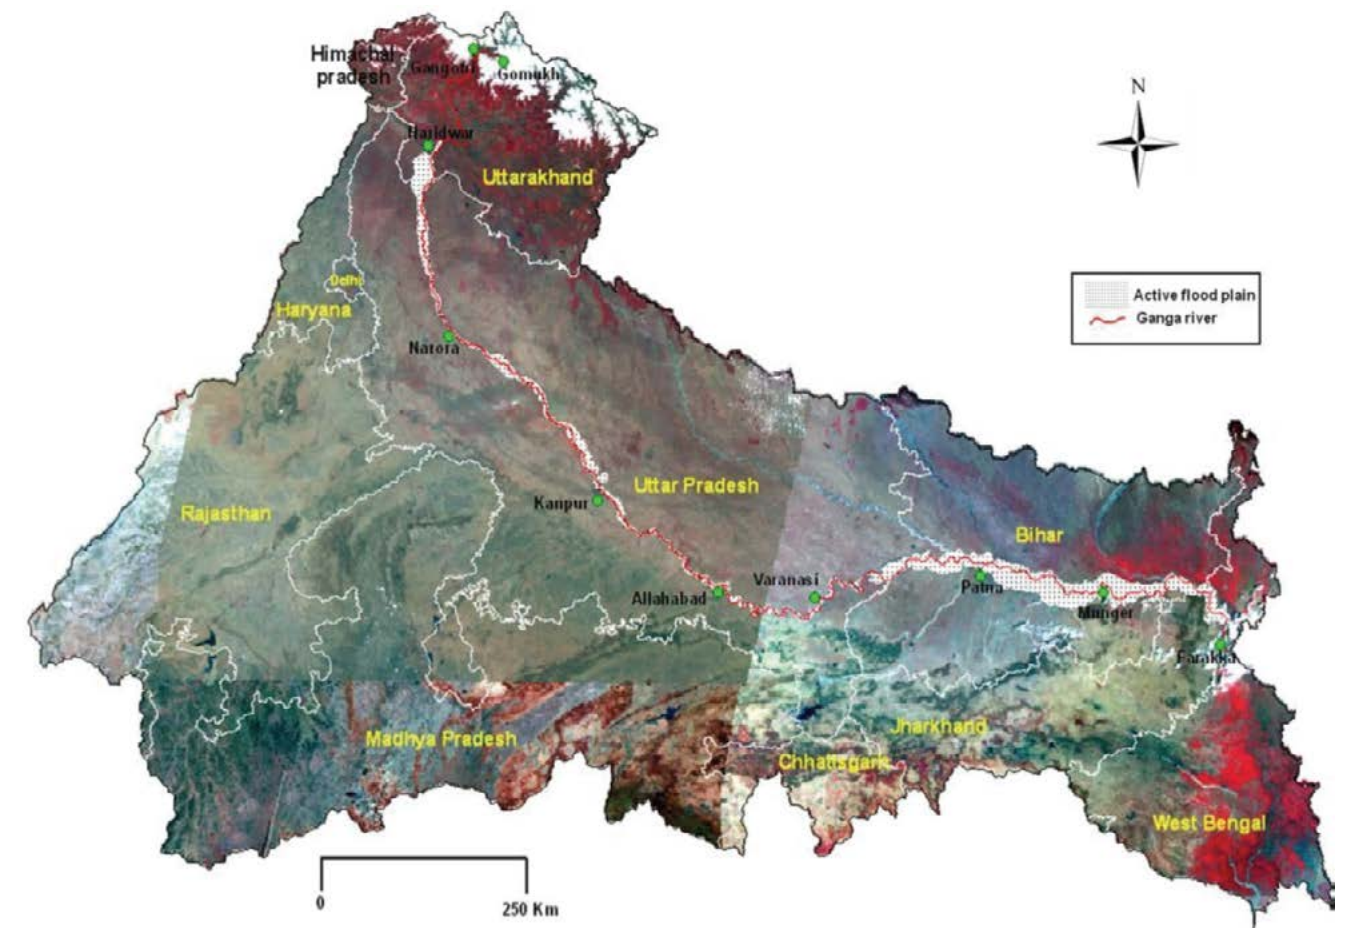 Himachal
pradesh
Gangotri
Gomukh
Haridwar
Uttarakhand
N
Delhi
Haryana
Active flood plain
Ganga river
Narora
Uttar Pradesh
Kanpur
Rajasthan
Bihar
Varanasi
Allahabad
Patna
Munger
Farakka
Madhya Pradesh
Jharkhand
Chhattisgarh
West Bengal
0
250 Km